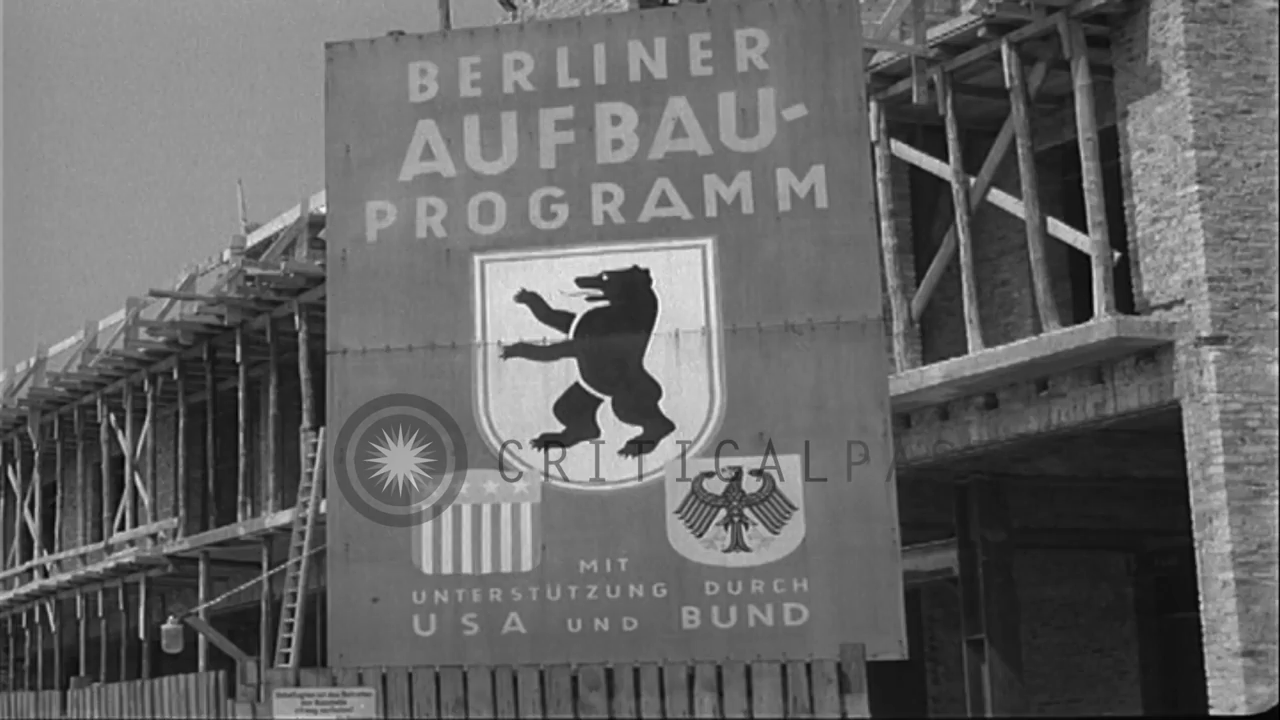 BERLINER
AUFBAU-
PROGRAMM
CRITICALPA
MIT
UNTERSTÜTZUNG DURCH
USA UND BUND